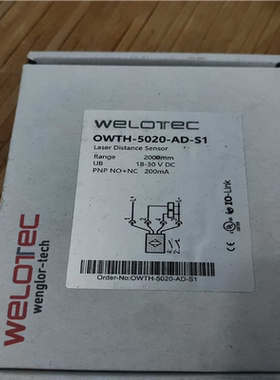 WELOTEC
OWTH-5020-AD-S1
Laser Distance Sensor
Range 2000mm
UB 18-30 V DC
PNP NO+NC 200mA
IO-Link
Order-No:OWTH-5020-AD-S1
WELOTEC
wenglor-tech